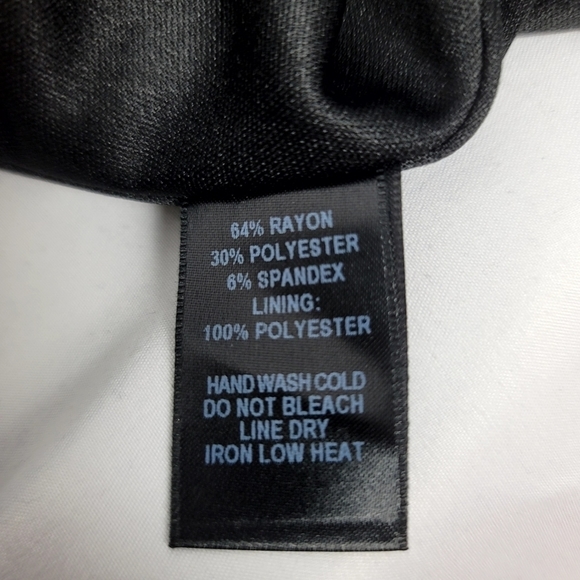 64% RAYON
30% POLYESTER
6% SPANDEX
LINING:
100% POLYESTER
HAND WASH COLD
DO NOT BLEACH
LINE DRY
IRON LOW HEAT